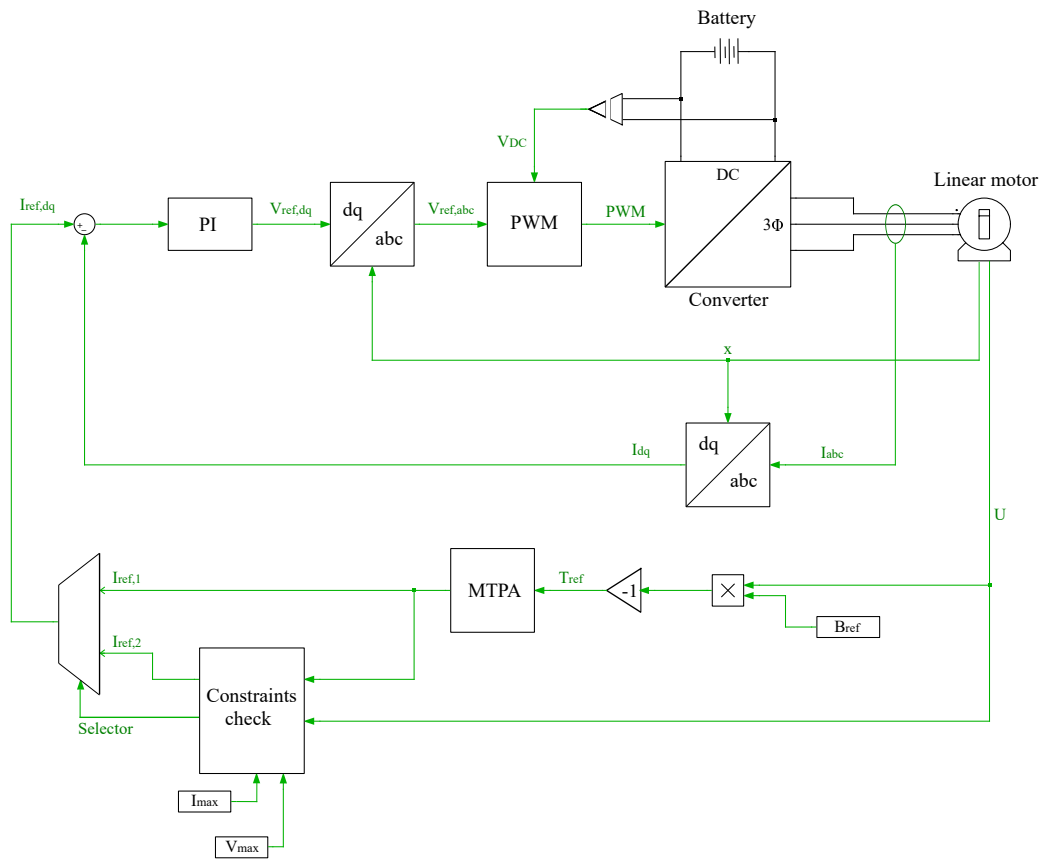 Battery
VDC
DC
Linear motor
Iref,dq
+
-
PI
Vref,dq
dq
abc
Vref,abc
PWM
PWM
3Φ
Converter
x
Idq
dq
abc
Iabc
U
Iref,1
MTPA
Tref
-1
×
Bref
Iref,2
Constraints
check
Selector
Imax
Vmax